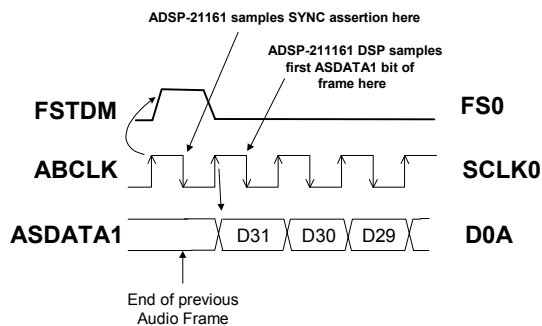 ADSP-21161 samples SYNC assertion here
ADSP-211161 DSP samples
first ASDATA1 bit of
frame here
FSTDM
FS0
ABCLK
SCLK0
ASDATA1
D31
D30
D29
D0A
End of previous
Audio Frame